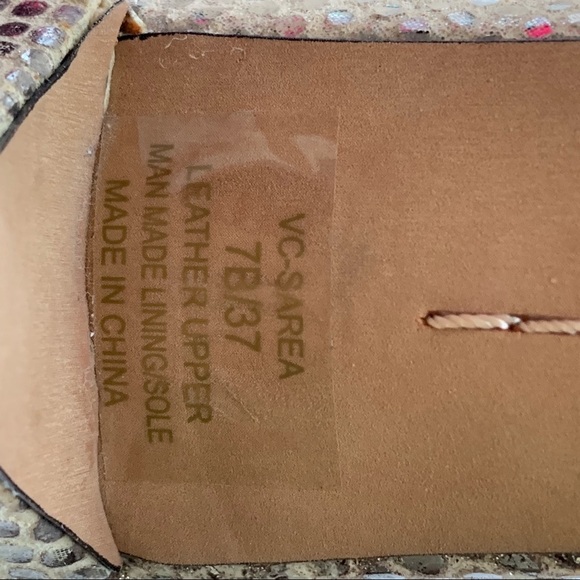 VC-SAREA
7B/37
LEATHER UPPER
MAN MADE LINING/SOLE
MADE IN CHINA